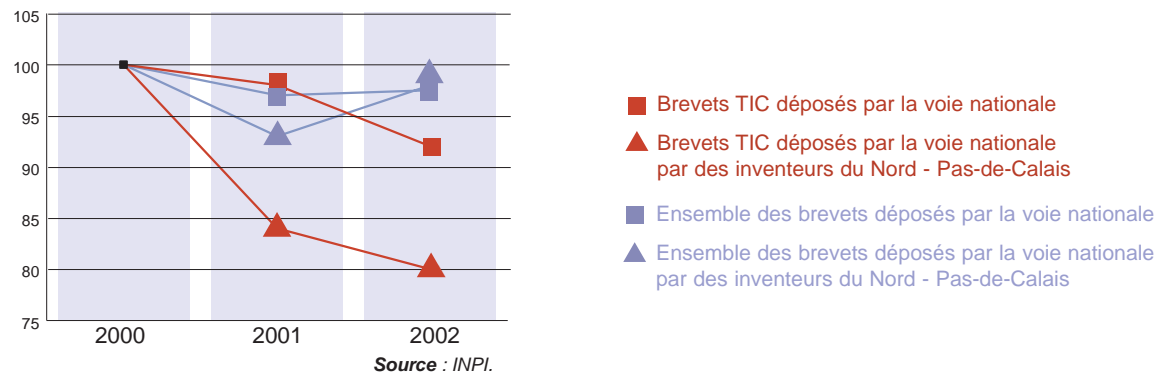 105
100
95
90
85
80
75
2000 2001 2002
Source : INPI.
Brevets TIC déposés par la voie nationale
Brevets TIC déposés par la voie nationale
par des inventeurs du Nord - Pas-de-Calais
Ensemble des brevets déposés par la voie nationale
Ensemble des brevets déposés par la voie nationale
par des inventeurs du Nord - Pas-de-Calais